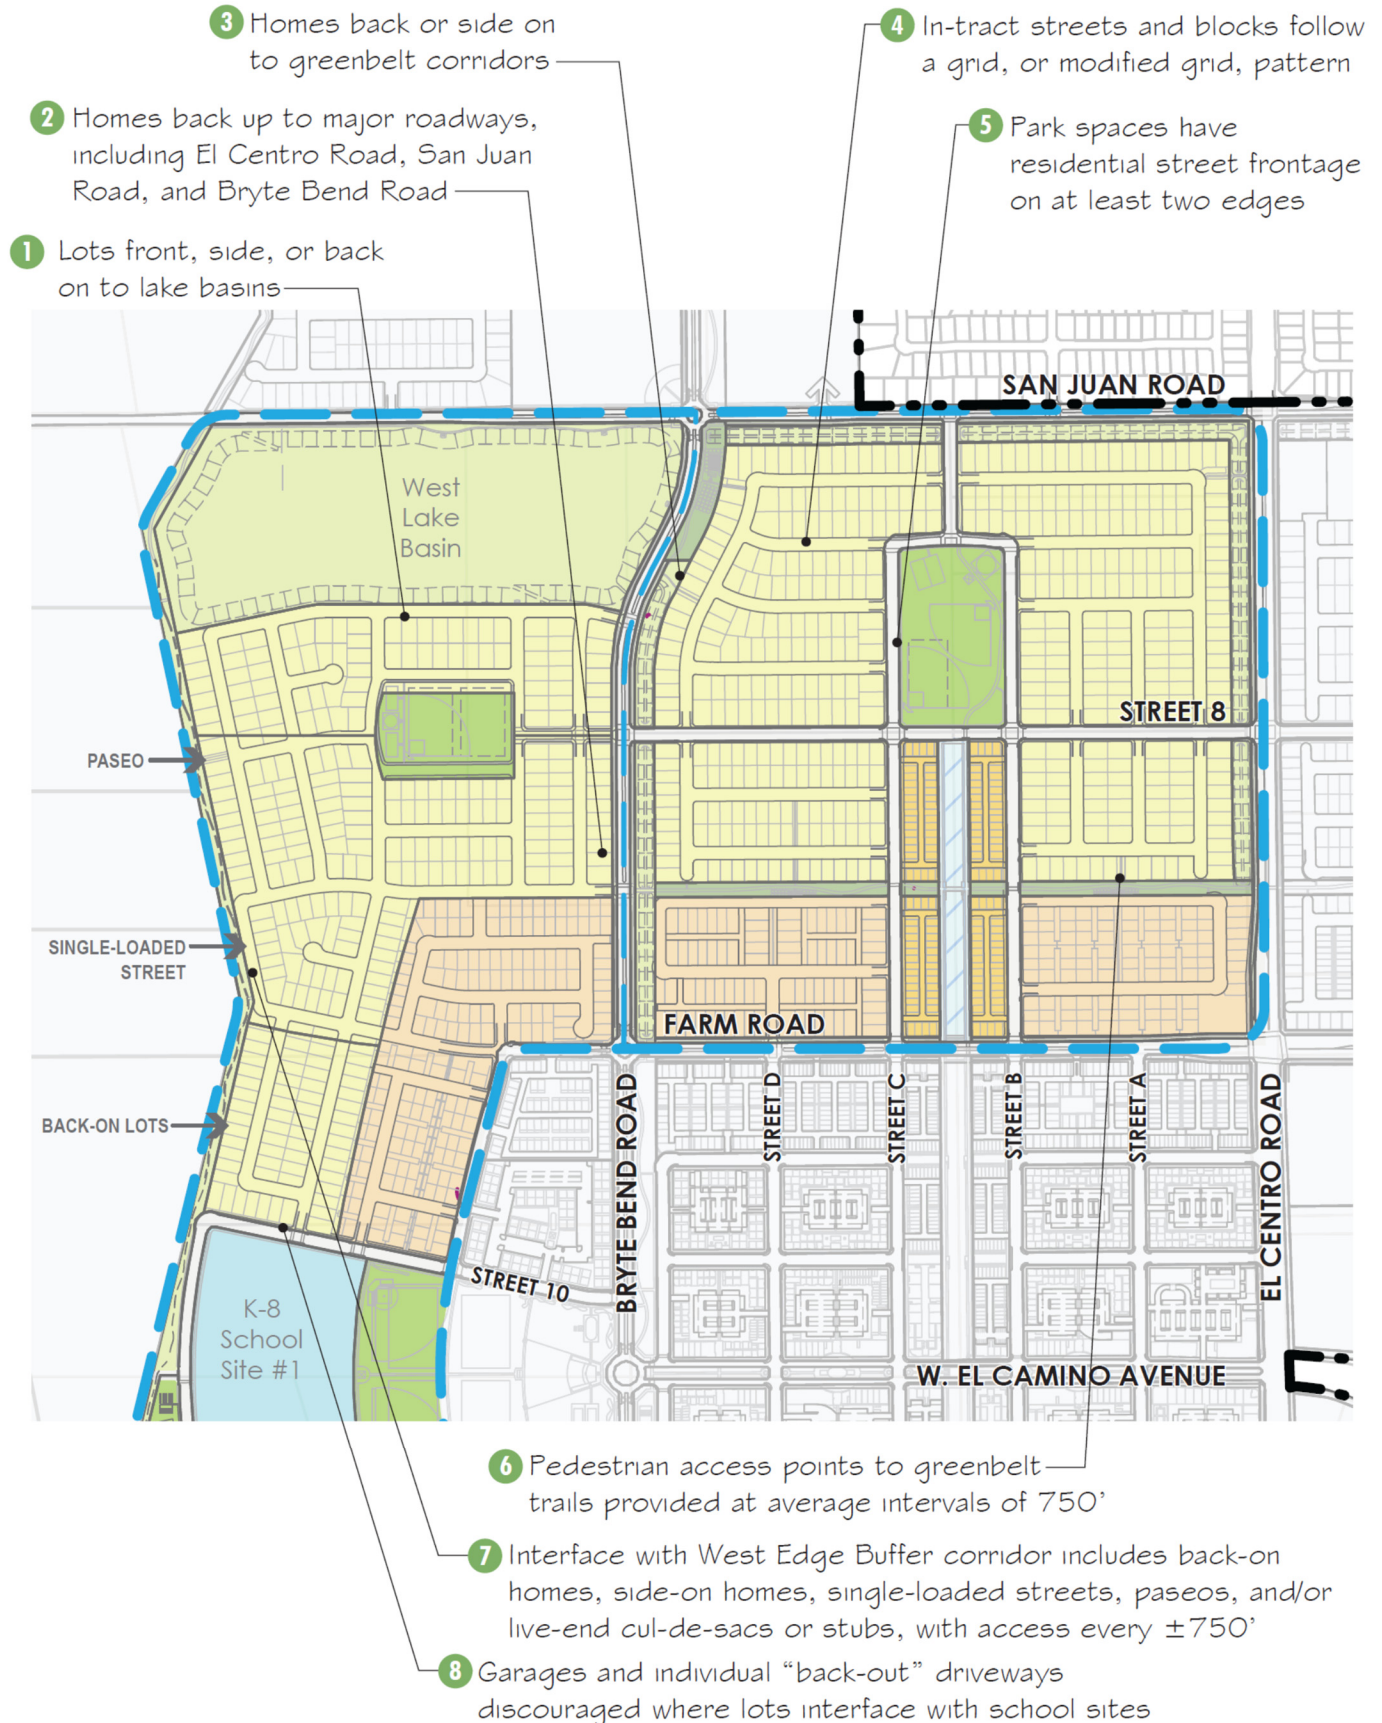 3 Homes back or side on
to greenbelt corridors
4 In-tract streets and blocks follow
a grid, or modified grid, pattern
2 Homes back up to major roadways,
including El Centro Road, San Juan
Road, and Bryte Bend Road
5 Park spaces have
residential street frontage
on at least two edges
1 Lots front, side, or back
on to lake basins
SAN JUAN ROAD
West
Lake
Basin
STREET 8
PASEO
SINGLE-LOADED
STREET
FARM ROAD
BACK-ON LOTS
BRYTE BEND ROAD
STREET D
STREET C
STREET B
STREET A
EL CENTRO ROAD
STREET 10
K-8
School
Site #1
W. EL CAMINO AVENUE
6 Pedestrian access points to greenbelt
trails provided at average intervals of 750'
7 Interface with West Edge Buffer corridor includes back-on
homes, side-on homes, single-loaded streets, paseos, and/or
live-end cul-de-sacs or stubs, with access every ±750'
8 Garages and individual “back-out” driveways
discouraged where lots interface with school sites